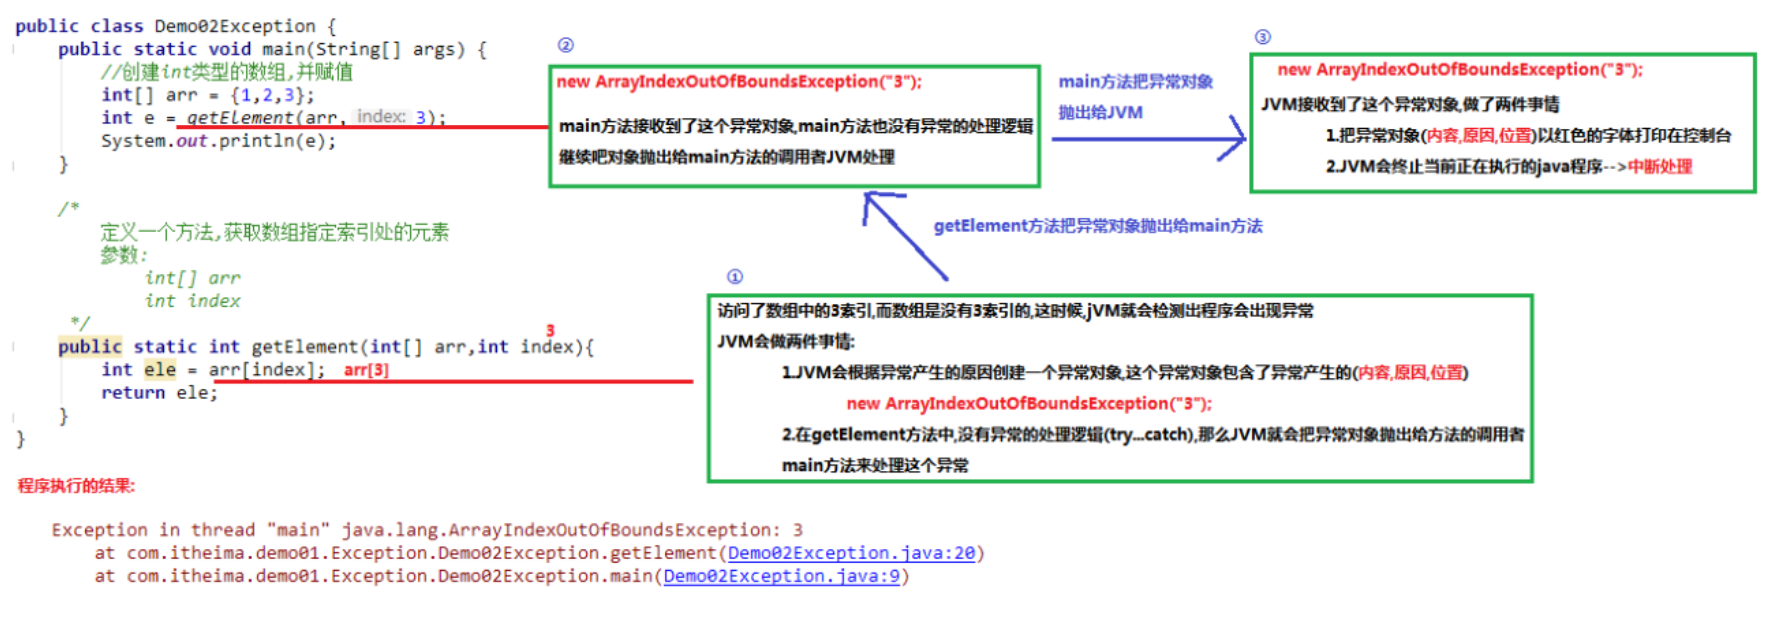 public class Demo02Exception {
public static void main(String[] args) {
//创建int类型的数组,并赋值
int[] arr = {1,2,3};
int e = getElement(arr, index: 3);
System.out.println(e);
}
/*
定义一个方法,获取数组指定索引处的元素
参数:
int[] arr
int index
*/
3
public static int getElement(int[] arr,int index){
int ele = arr[index]; arr[3]
return ele;
}
}
②
new ArrayIndexOutOfBoundsException("3");
main方法接收到了这个异常对象,main方法也没有异常的处理逻辑
继续吧对象抛出给main方法的调用者JVM处理
main方法把异常对象
抛出给JVM
③
new ArrayIndexOutOfBoundsException("3");
JVM接收到了这个异常对象,做了两件事情
1.把异常对象(内容,原因,位置)以红色的字体打印在控制台
2.JVM会终止当前正在执行的java程序-->中断处理
getElement方法把异常对象抛出给main方法
①
访问了数组中的3索引,而数组是没有3索引的,这时候,jVM就会检测出程序会出现异常
JVM会做两件事情:
1.JVM会根据异常产生的原因创建一个异常对象,这个异常对象包含了异常产生的(内容,原因,位置)
new ArrayIndexOutOfBoundsException("3");
2.在getElement方法中,没有异常的处理逻辑(try...catch),那么JVM就会把异常对象抛出给方法的调用者
main方法来处理这个异常
程序执行的结果:
Exception in thread "main" java.lang.ArrayIndexOutOfBoundsException: 3
at com.itheima.demo01.Exception.Demo02Exception.getElement(Demo02Exception.java:20)
at com.itheima.demo01.Exception.Demo02Exception.main(Demo02Exception.java:9)